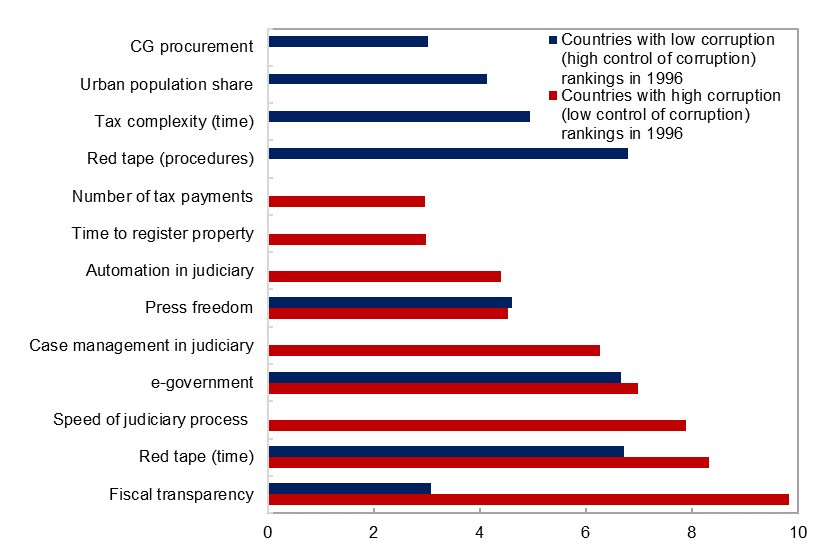 CG procurement
Urban population share
Tax complexity (time)
Red tape (procedures)
Number of tax payments
Time to register property
Automation in judiciary
Press freedom
Case management in judiciary
e-government
Speed of judiciary process
Red tape (time)
Fiscal transparency
Countries with low corruption
(high control of corruption)
rankings in 1996
Countries with high corruption
(low control of corruption)
rankings in 1996
0 2 4 6 8 10